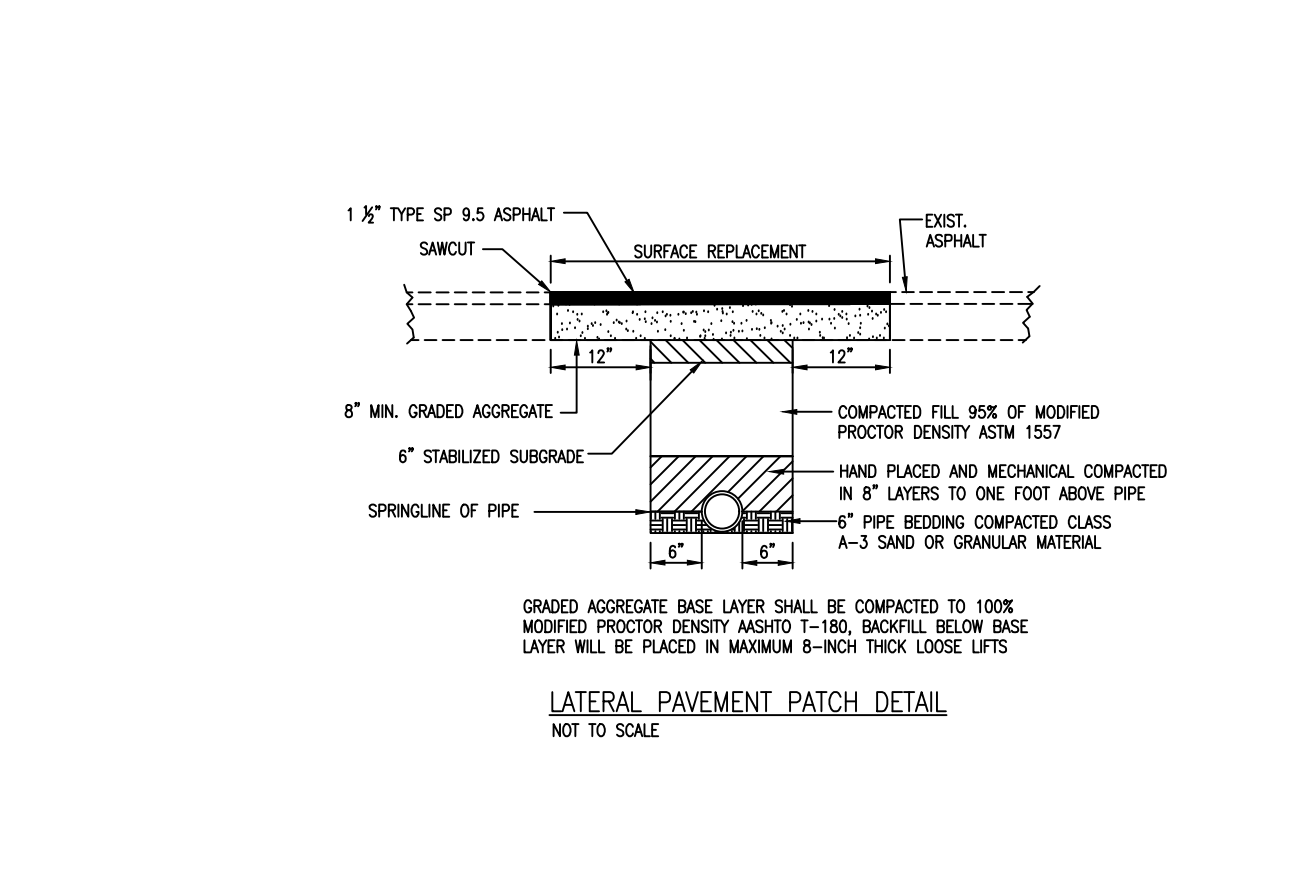 1 ½" TYPE SP 9.5 ASPHALT
EXIST.
ASPHALT
SAWCUT
SURFACE REPLACEMENT
12"
12"
8" MIN. GRADED AGGREGATE
COMPACTED FILL 95% OF MODIFIED
PROCTOR DENSITY ASTM 1557
6" STABILIZED SUBGRADE
HAND PLACED AND MECHANICAL COMPACTED
IN 8" LAYERS TO ONE FOOT ABOVE PIPE
SPRINGLINE OF PIPE
6" PIPE BEDDING COMPACTED CLASS
A-3 SAND OR GRANULAR MATERIAL
6"
6"
GRADED AGGREGATE BASE LAYER SHALL BE COMPACTED TO 100%
MODIFIED PROCTOR DENSITY AASHTO T-180, BACKFILL BELOW BASE
LAYER WILL BE PLACED IN MAXIMUM 8-INCH THICK LOOSE LIFTS
LATERAL PAVEMENT PATCH DETAIL
NOT TO SCALE